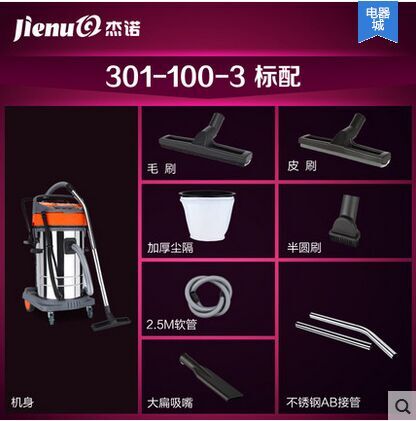 Jienuo 杰诺
电器城
301-100-3 标配
毛 刷
皮 刷
加厚尘隔
半圆刷
2.5M软管
机身
大扁吸嘴
不锈钢AB接管